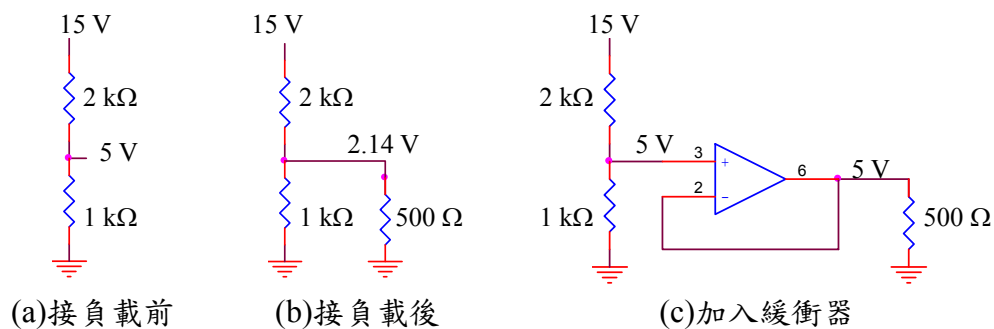 15 V
2 kΩ
5 V
1 kΩ
(a)接負載前
15 V
2 kΩ
2.14 V
1 kΩ
500 Ω
(b)接負載後
15 V
2 kΩ
5 V
3
+
2
−
6
5 V
1 kΩ
500 Ω
(c)加入緩衝器